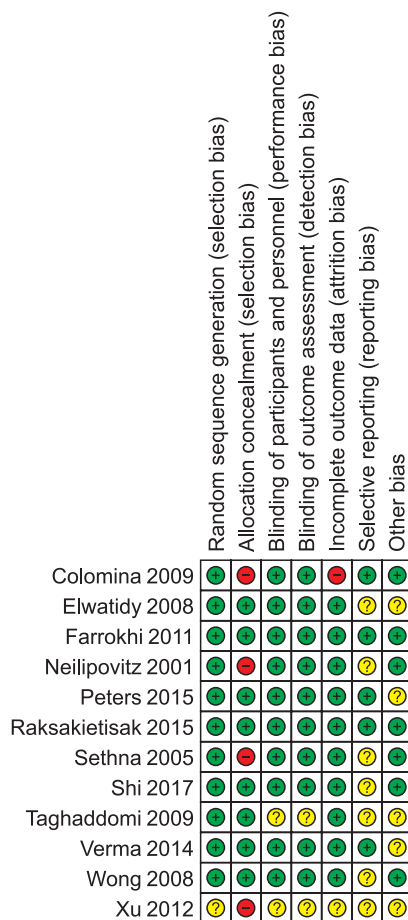 Random sequence generation (selection bias)
Allocation concealment (selection bias)
Blinding of participants and personnel (performance bias)
Blinding of outcome assessment (detection bias)
Incomplete outcome data (attrition bias)
Selective reporting (reporting bias)
Other bias
Colomina 2009 + - + + - + +
Elwatidy 2008 + + + + + ? ?
Farrokhi 2011 + + + + + + +
Neilipovitz 2001 + - + + + ? +
Peters 2015 + + + + + + ?
Raksakietisak 2015 + + + + + + +
Sethna 2005 + - + + + ? +
Shi 2017 + + + + + ? +
Taghaddomi 2009 + + ? ? + ? ?
Verma 2014 + + + + + + ?
Wong 2008 + + + + + ? +
Xu 2012 ? - ? ? ? ? ?